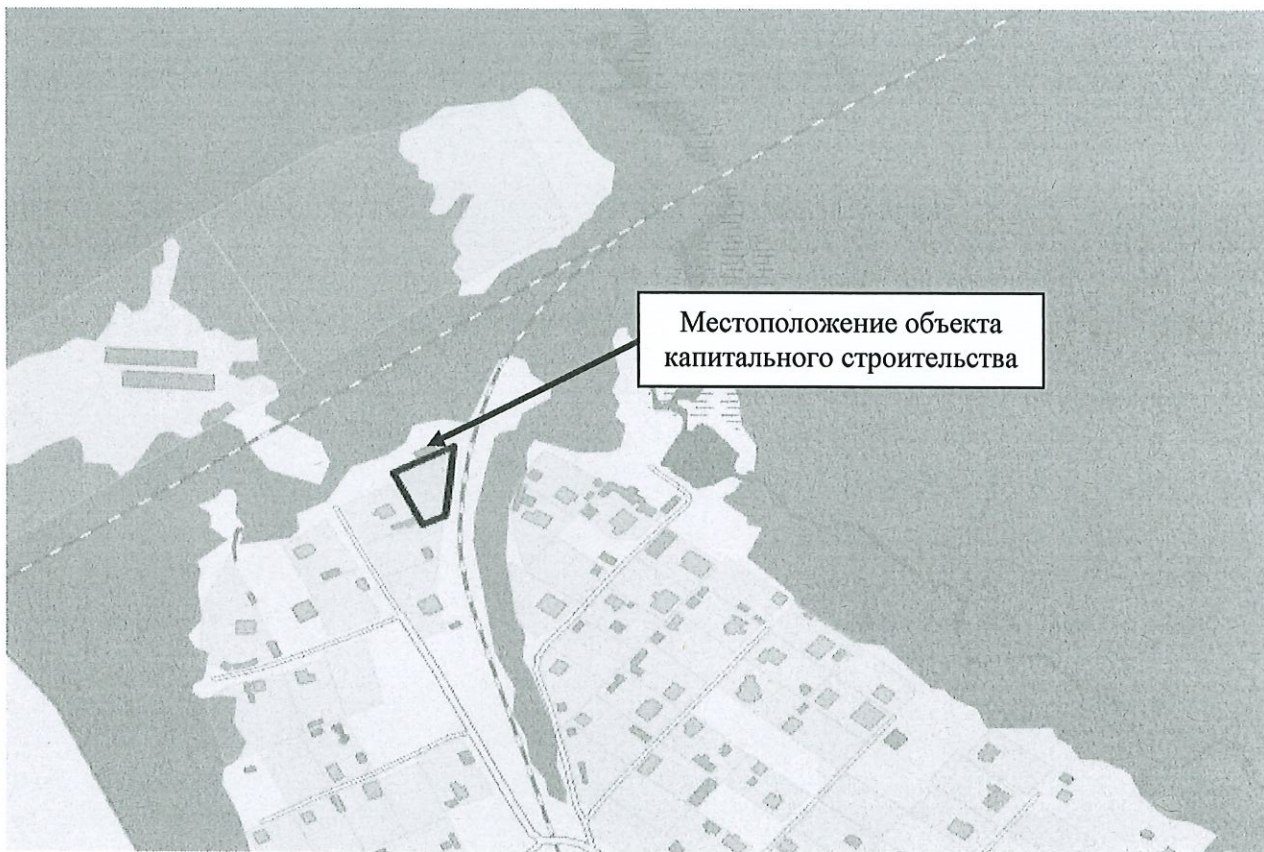 Местоположение объекта
капитального строительства